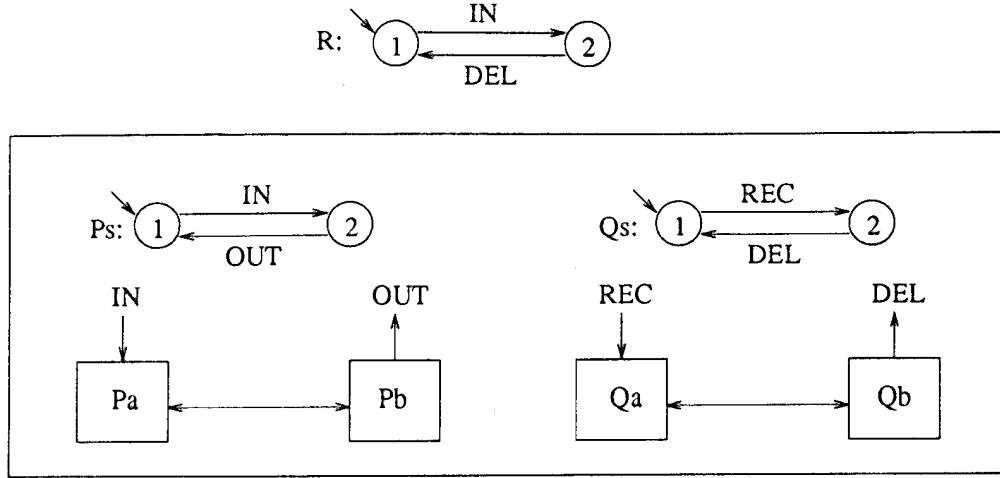 IN
R: 1 2
DEL
IN REC
Ps: 1 2 Qs: 1 2
OUT DEL
IN OUT REC DEL
Pa Pb Qa Qb